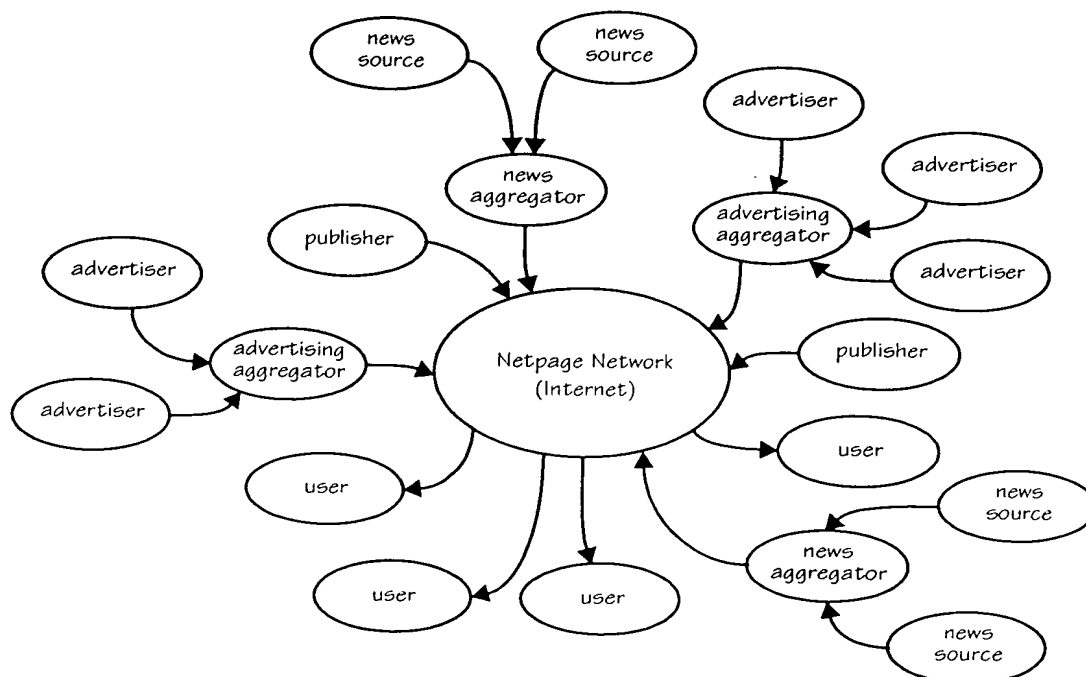 news
source
news
source
advertiser
advertiser
news
aggregator
advertising
aggregator
publisher
advertiser
advertiser
advertising
aggregator
Netpage Network
(Internet)
publisher
advertiser
user
user
news
source
news
aggregator
user
user
news
source